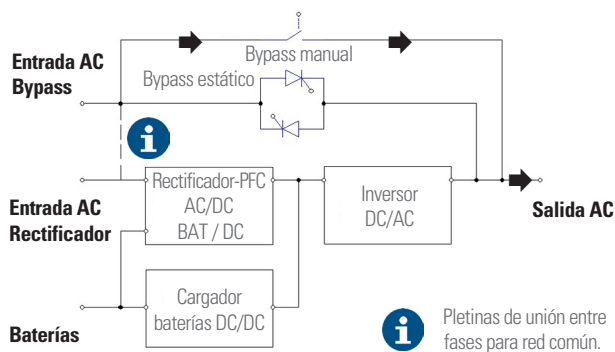 Entrada AC
Bypass
Bypass manual
Bypass estático
i
Entrada AC
Rectificador
Rectificador-PFC
AC/DC
BAT / DC
Inversor
DC/AC
Salida AC
Baterías
Cargador
baterías DC/DC
i
Pletinas de unión entre
fases para red común.